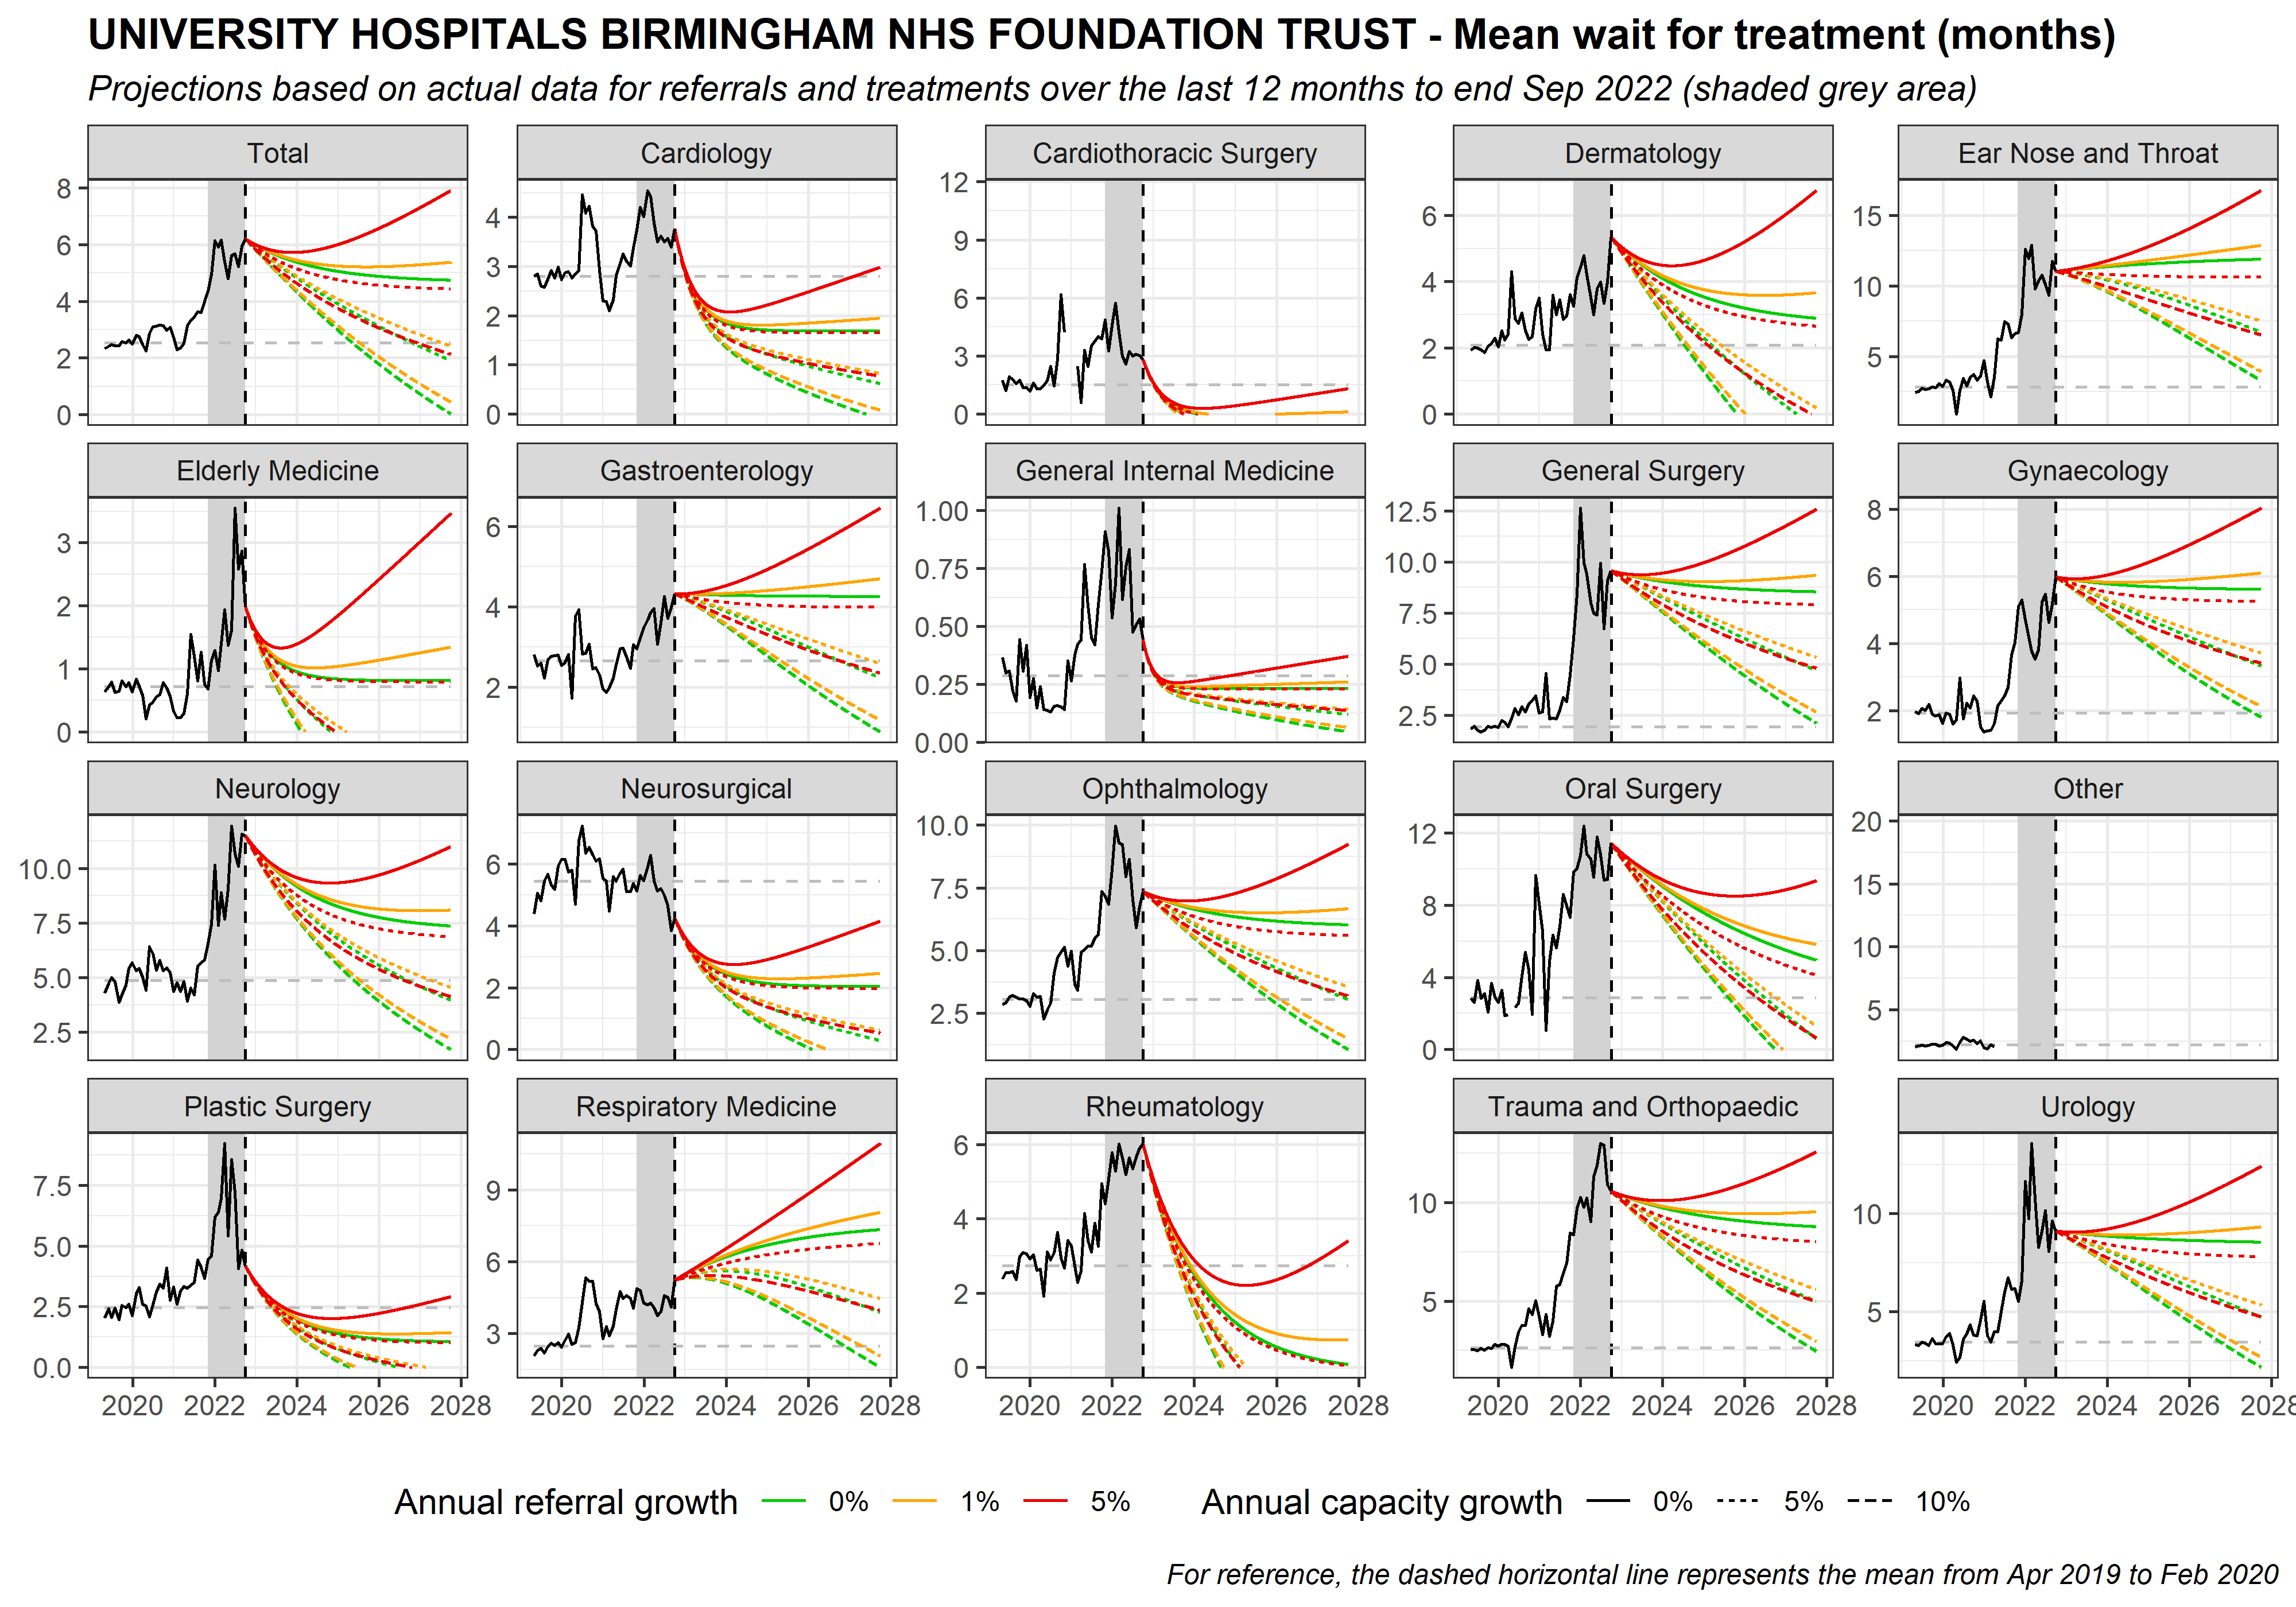 UNIVERSITY HOSPITALS BIRMINGHAM NHS FOUNDATION TRUST - Mean wait for treatment (months)
Projections based on actual data for referrals and treatments over the last 12 months to end Sep 2022 (shaded grey area)
Total
8
6
4
2
0
Cardiology
4
3
2
1
0
Cardiothoracic Surgery
12
9
6
3
0
Dermatology
6
4
2
0
Ear Nose and Throat
15
10
5
Elderly Medicine
3
2
1
0
Gastroenterology
6
4
2
General Internal Medicine
1.00
0.75
0.50
0.25
0.00
General Surgery
12.5
10.0
7.5
5.0
2.5
Gynaecology
8
6
4
2
Neurology
10.0
7.5
5.0
2.5
Neurosurgical
6
4
2
0
Ophthalmology
10.0
7.5
5.0
2.5
Oral Surgery
12
8
4
0
Other
20
15
10
5
Plastic Surgery
7.5
5.0
2.5
0.0
2020 2022 2024 2026 2028
Respiratory Medicine
9
6
3
2020 2022 2024 2026 2028
Rheumatology
6
4
2
0
2020 2022 2024 2026 2028
Trauma and Orthopaedic
10
5
2020 2022 2024 2026 2028
Urology
10
5
2020 2022 2024 2026 2028
Annual referral growth 0% 1% 5% Annual capacity growth 0% 5% 10%
For reference, the dashed horizontal line represents the mean from Apr 2019 to Feb 2020